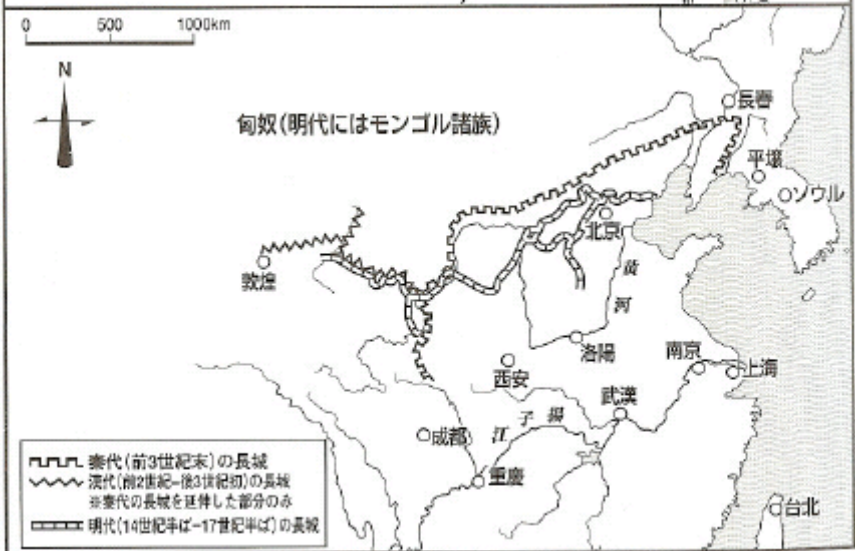 0 500 1000km
N
匈奴(明代にはモンゴル諸族)
長春
平壌
ソウル
北京
敦煌
黄河
洛陽
西安
南京
上海
武漢
成都
江子揚
重慶
台北
秦代(前3世紀末)の長城
漢代(前2世紀-後3世紀初)の長城
※秦代の長城を延伸した部分のみ
明代(14世紀半ば-17世紀半ば)の長城